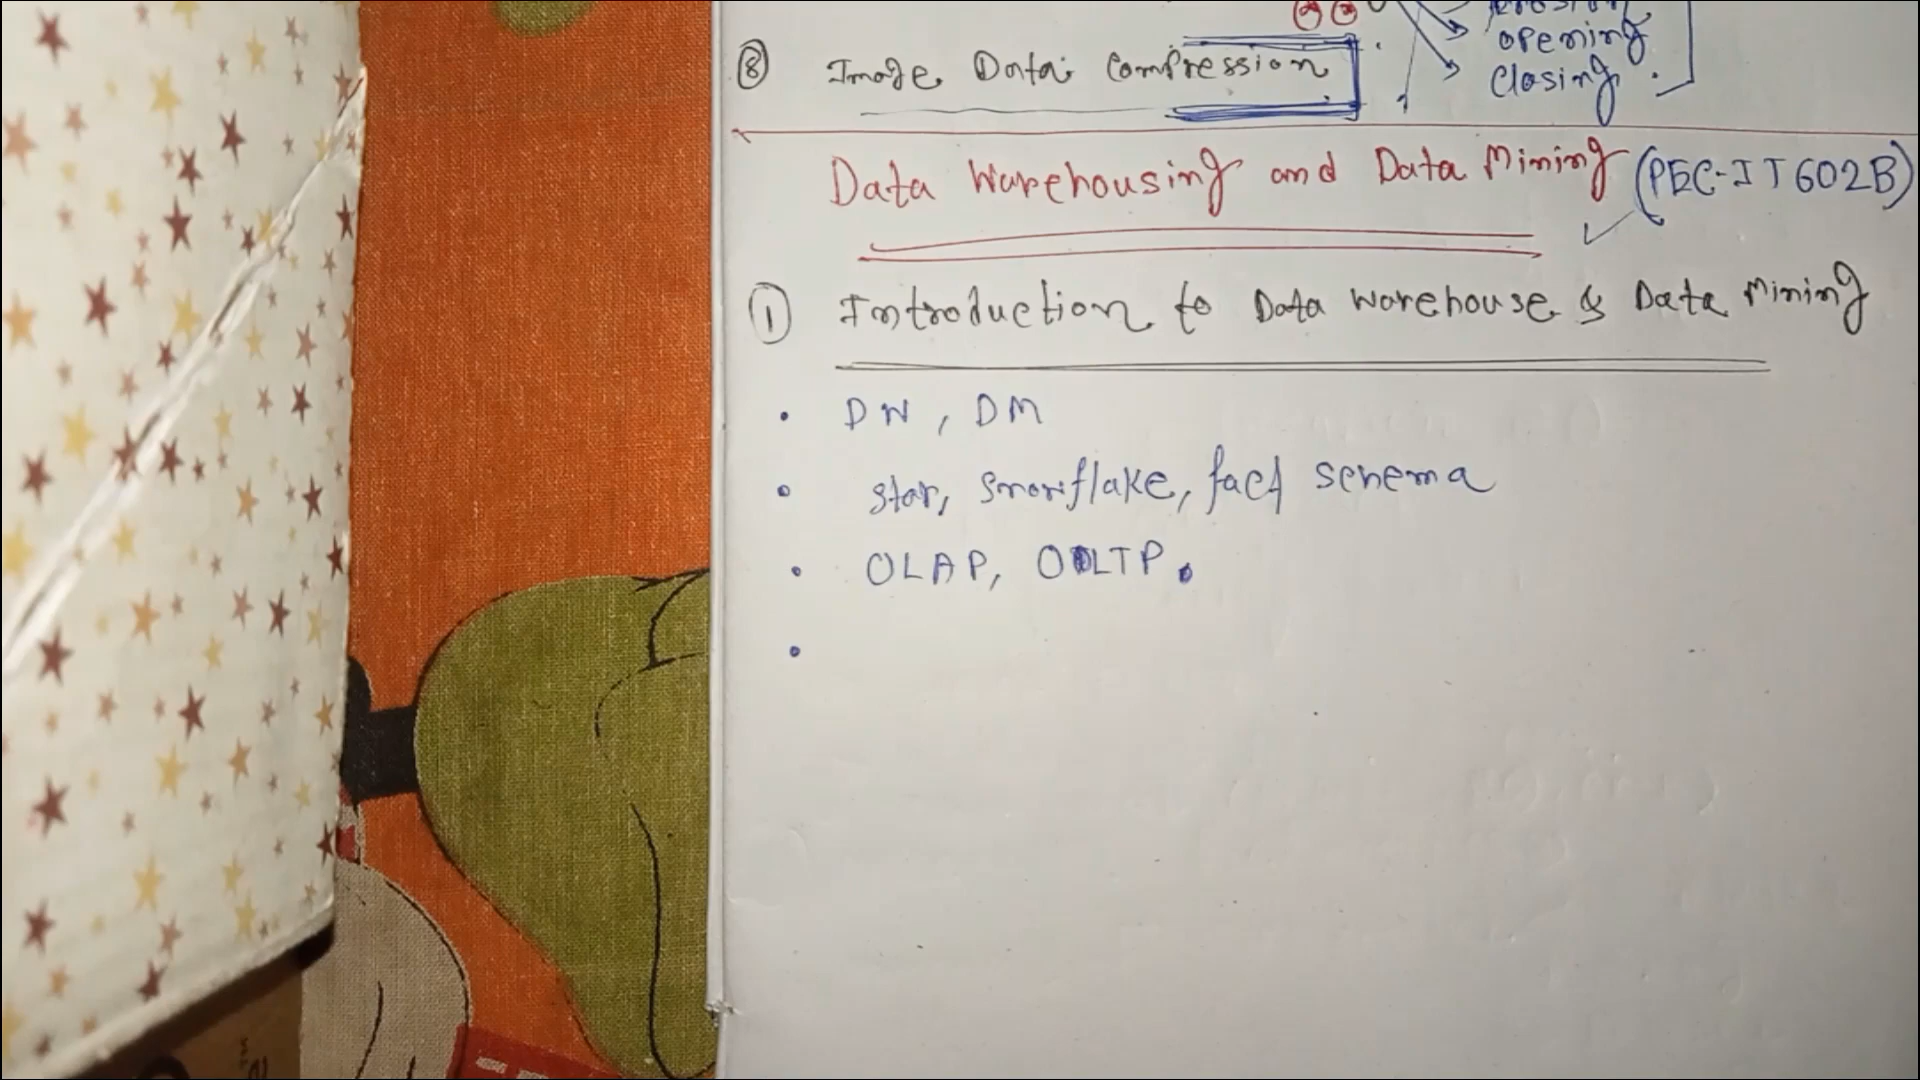 opening
⑧ Image Data Compression
Closing
Data Warehousing and Data Mining (PEC-IT602B)
① Introduction to Data Warehouse & Data Mining
• DW, DM
• Star, Snowflake, fact schema
• OLAP, OLTP.
•